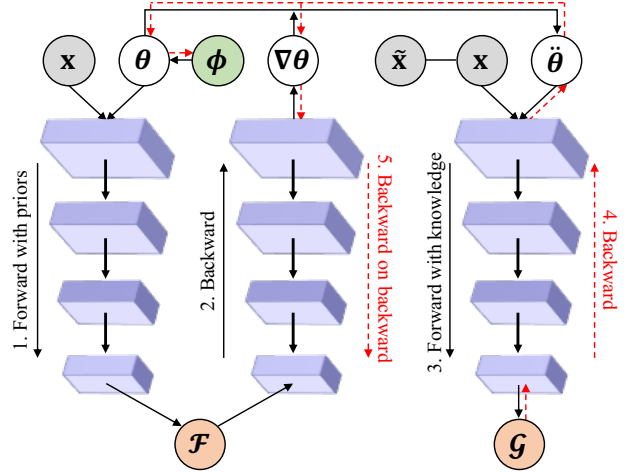 x θ ϕ ∇θ x̃ x θ̈
1. Forward with priors
2. Backward
5. Backward on backward
3. Forward with knowledge
4. Backward
ℱ
𝒢